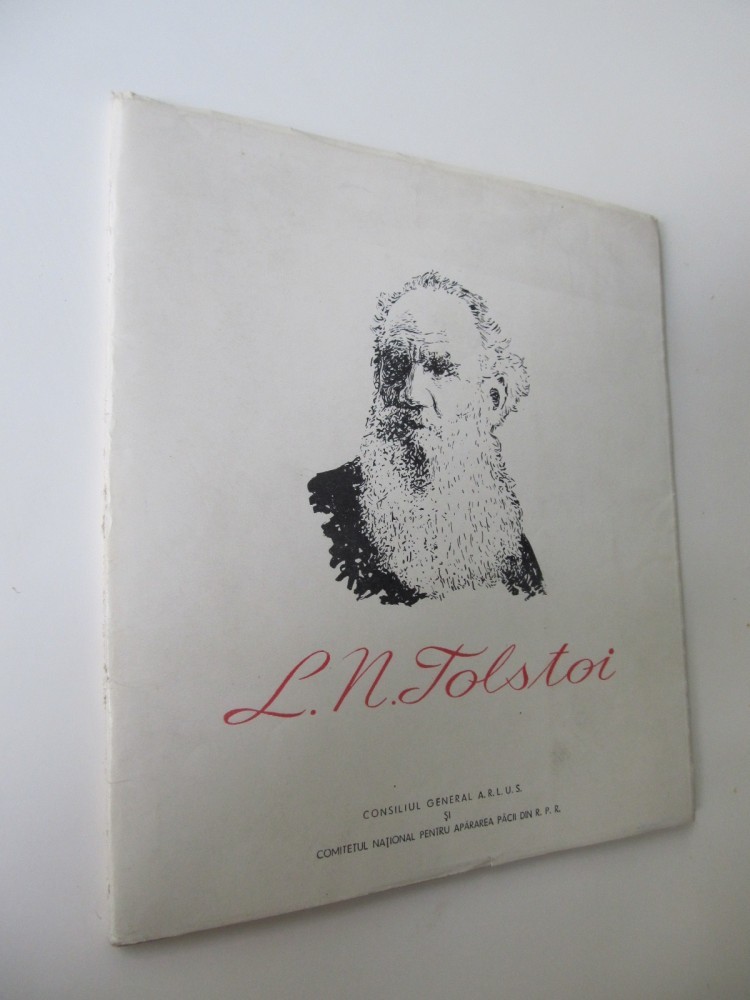 L.N.Tolstoi
CONSILIUL GENERAL A.R.L.U.S.
ȘI
COMITETUL NAȚIONAL PENTRU APĂRAREA PĂCII DIN R. P. R.